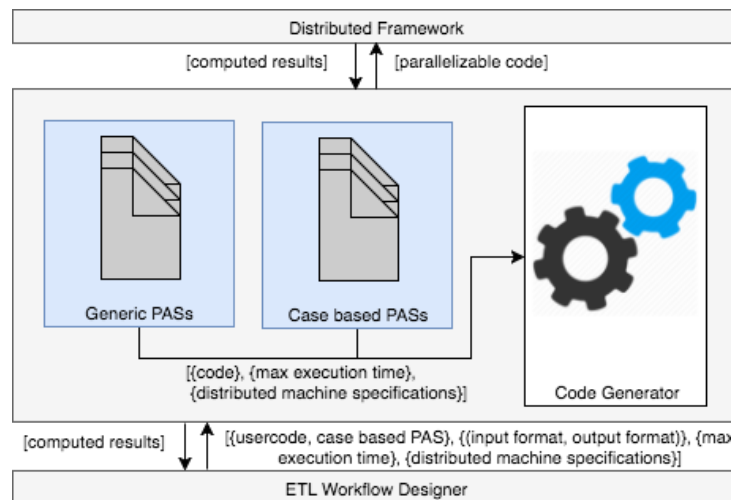 Distributed Framework
[computed results]
[parallelizable code]
Generic PASs
Case based PASs
[{code}, {max execution time},
{distributed machine specifications}]
Code Generator
[computed results]
[{usercode, case based PAS}, {(input format, output format)}, {max
execution time}, {distributed machine specifications}]
ETL Workflow Designer